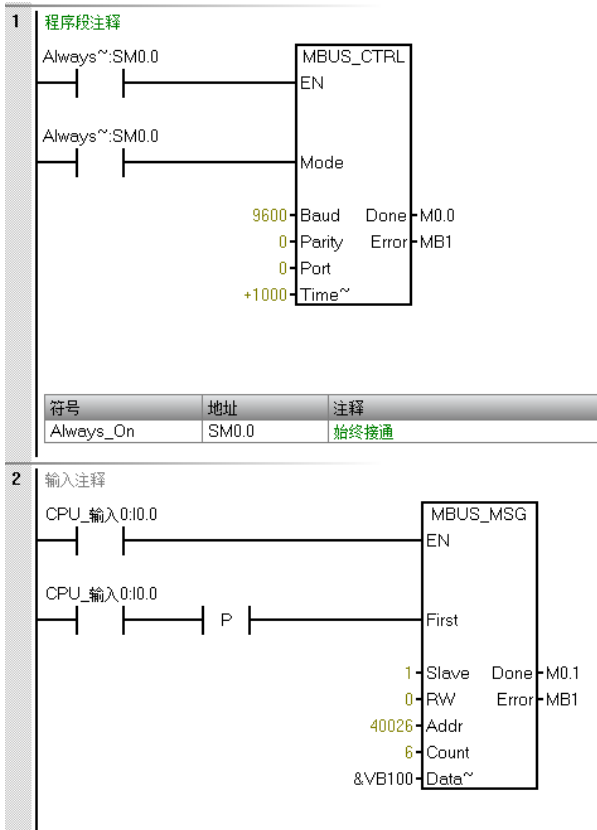 1 程序段注释
Always~:SM0.0 MBUS_CTRL
EN
Always~:SM0.0
Mode
9600 Baud Done M0.0
0 Parity Error MB1
0 Port
+1000 Time~
符号 地址 注释
Always_On SM0.0 始终接通
2 输入注释
CPU_输入0:I0.0 MBUS_MSG
EN
CPU_输入0:I0.0
P First
1 Slave Done M0.1
0 RW Error MB1
40026 Addr
6 Count
&VB100 Data~